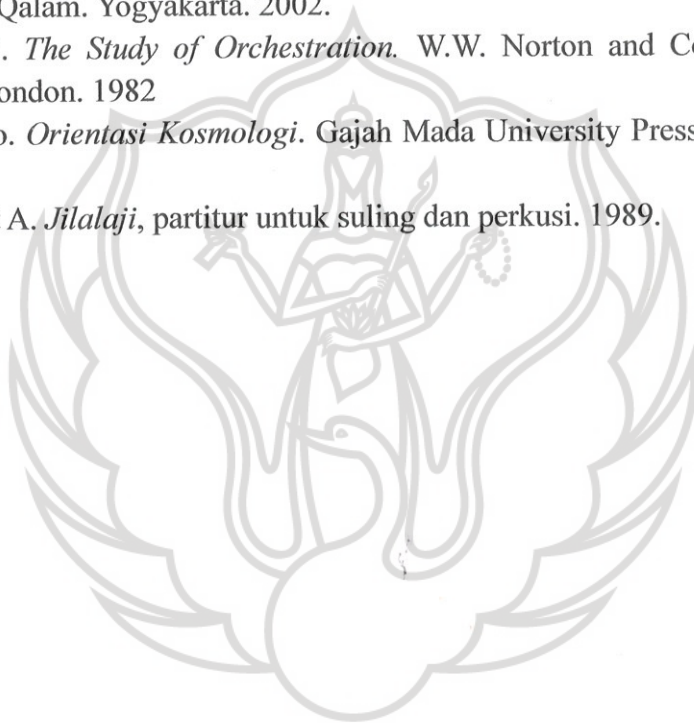 Qalam. Yogyakarta. 2002.
. The Study of Orchestration. W.W. Norton and C
ondon. 1982
o. Orientasi Kosmologi. Gajah Mada University Press
A. Jilalaji, partitur untuk suling dan perkusi. 1989.